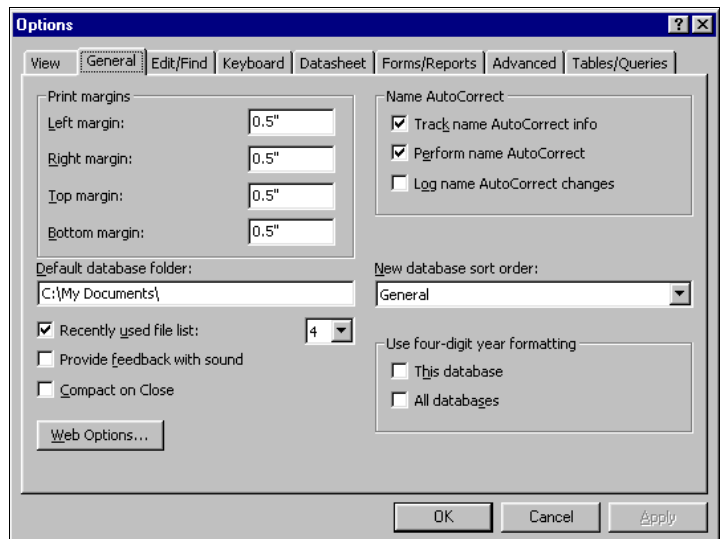 Options
View General Edit/Find Keyboard Datasheet Forms/Reports Advanced Tables/Queries
Print margins
Left margin: 0.5"
Right margin: 0.5"
Top margin: 0.5"
Bottom margin: 0.5"
Name AutoCorrect
Track name AutoCorrect info
Perform name AutoCorrect
Log name AutoCorrect changes
Default database folder:
C:\My Documents\
New database sort order:
General
Recently used file list: 4
Provide feedback with sound
Compact on Close
Use four-digit year formatting
This database
All databases
Web Options...
OK Cancel Apply